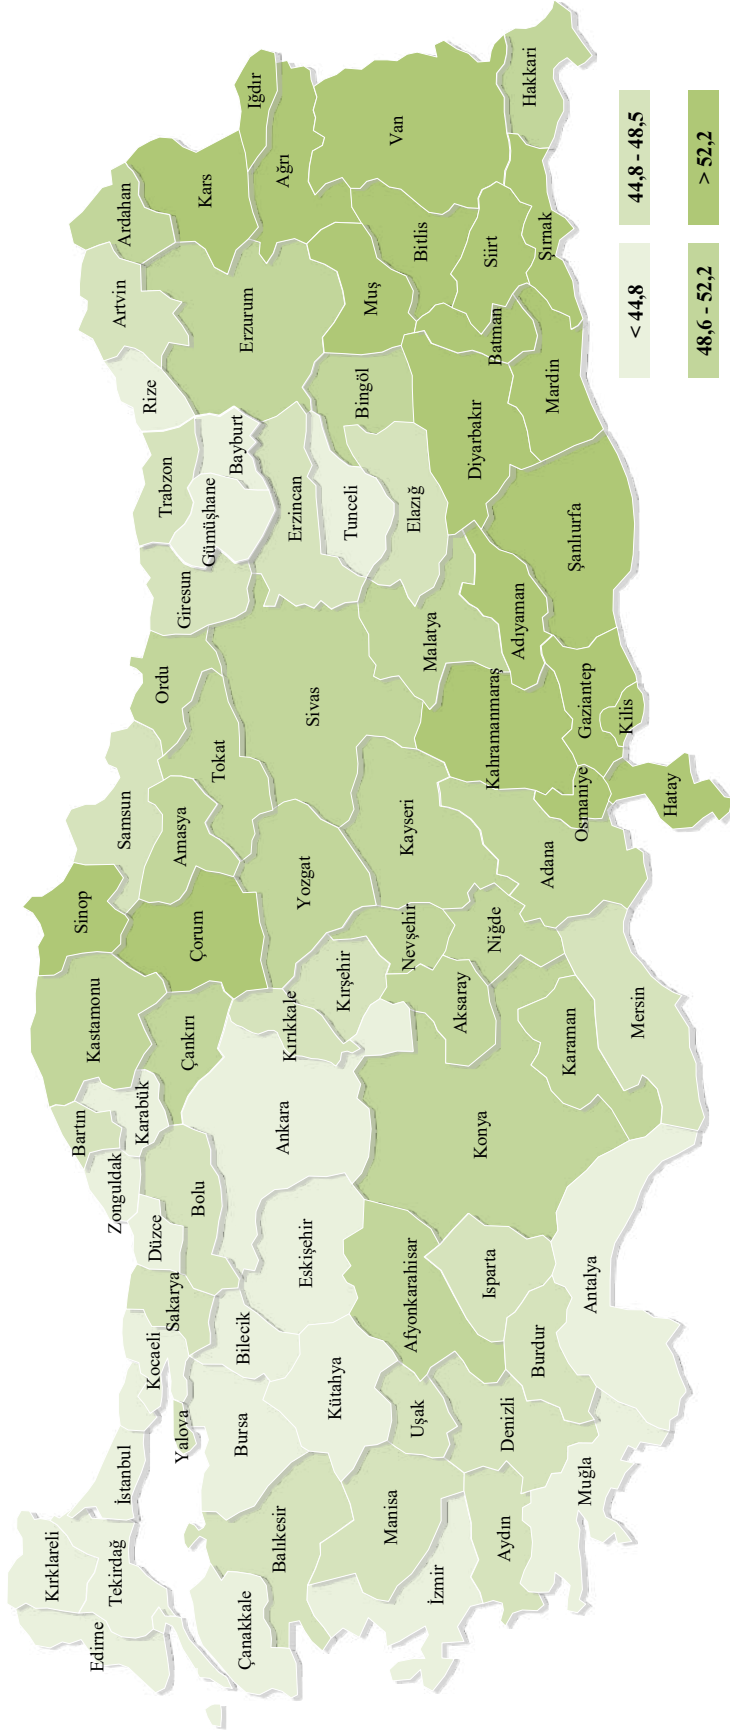 Kırklareli
Edirne
Tekirdağ
İstanbul
Çanakkale
Balıkesir
Bursa
Yalova
Kocaeli
Sakarya
Bilecik
Düzce
Bolu
Zonguldak
Bartın
Karabük
Kastamonu
Çankırı
Sinop
Çorum
Samsun
Amasya
Tokat
Ordu
Giresun
Gümüşhane
Trabzon
Bayburt
Rize
Artvin
Ardahan
Kars
Iğdır
Ağrı
Erzurum
Erzincan
Tunceli
Bingöl
Muş
Elazığ
Malatya
Sivas
Yozgat
Kayseri
Nevşehir
Kırşehir
Kırıkkale
Ankara
Eskişehir
Kütahya
Manisa
İzmir
Uşak
Afyonkarahisar
Aydın
Denizli
Muğla
Burdur
Isparta
Antalya
Konya
Aksaray
Niğde
Karaman
Mersin
Adana
Osmaniye
Hatay
Kahramanmaraş
Gaziantep
Kilis
Adıyaman
Şanlıurfa
Diyarbakır
Mardin
Batman
Siirt
Şırnak
Bitlis
Van
Hakkari
< 44,8
44,8 - 48,5
48,6 - 52,2
> 52,2